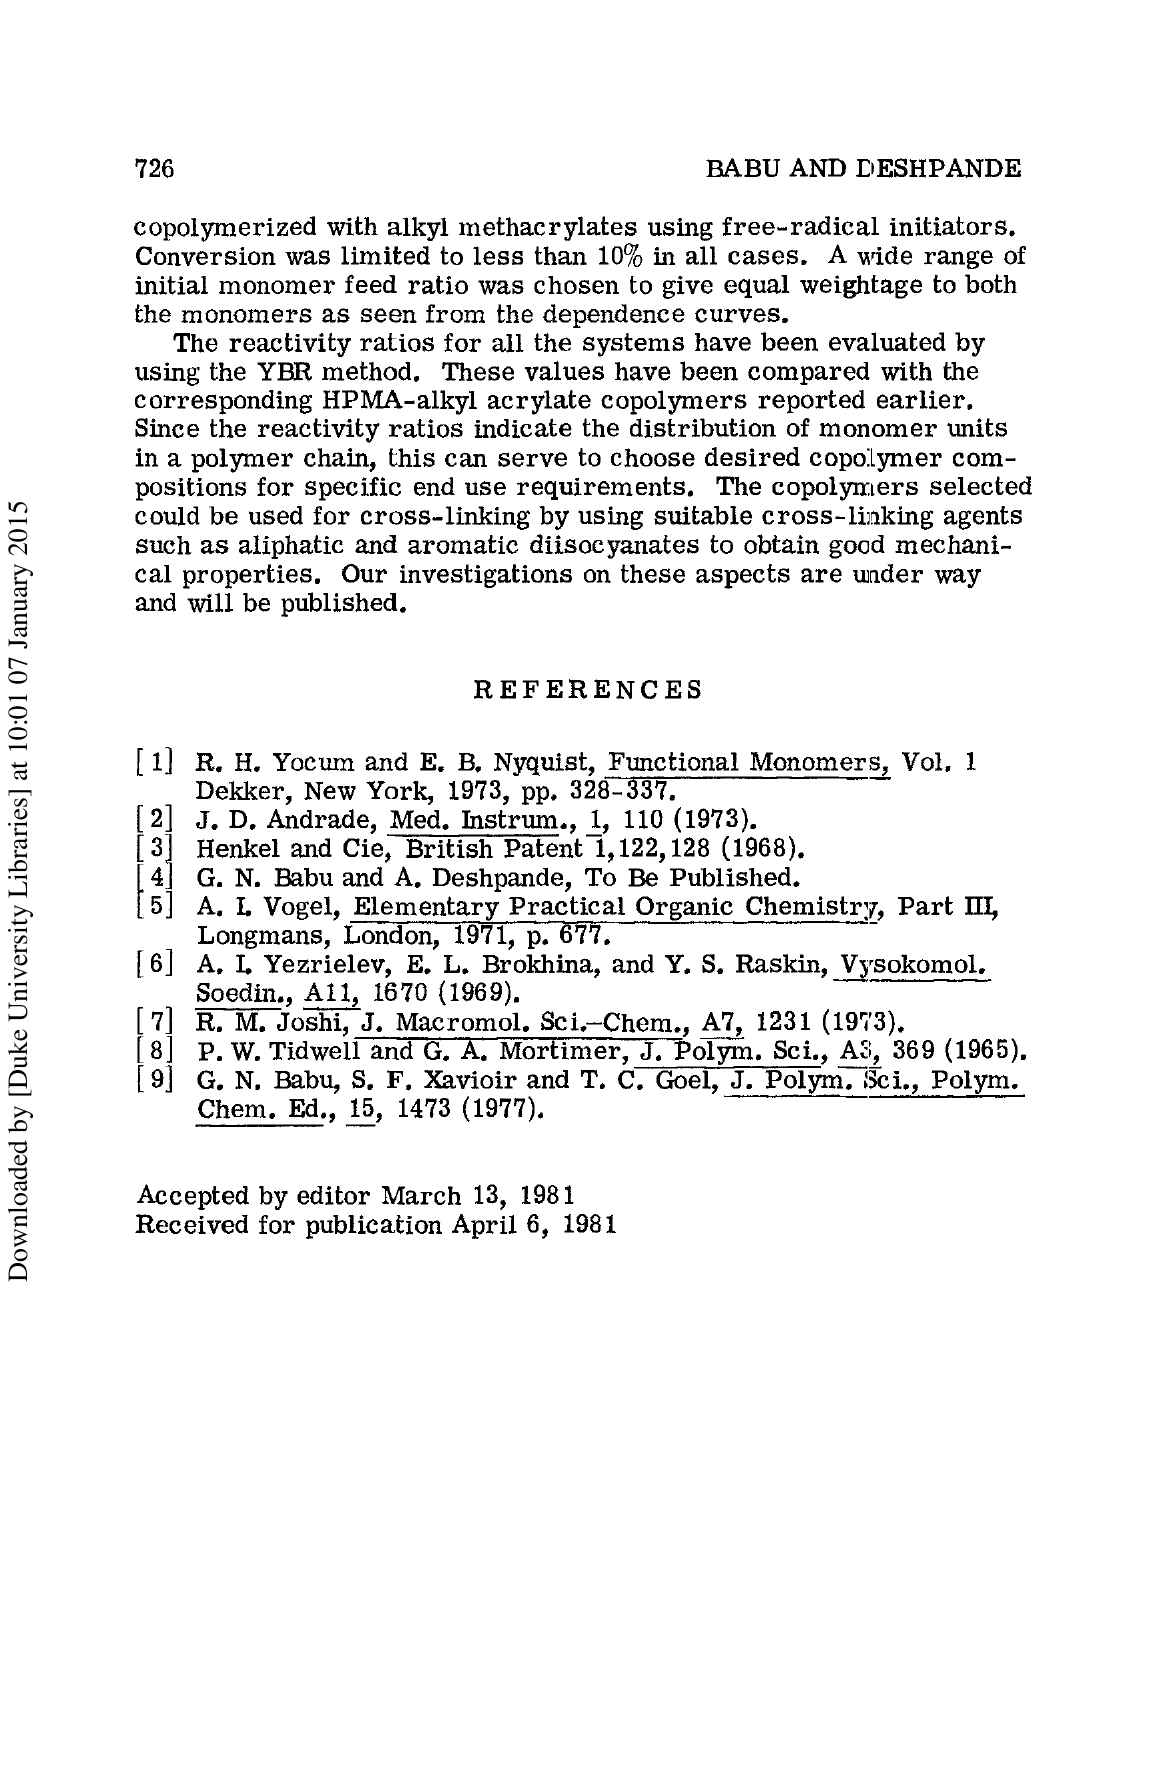 726 BABU AND DESHPANDE
copolymerized with alkyl methacrylates using free-radical initiators.
Conversion was limited to less than 10% in all cases. A wide range of
initial monomer feed ratio was chosen to give equal weightage to both
the monomers as seen from the dependence curves.
The reactivity ratios for all the systems have been evaluated by
using the YBR method. These values have been compared with the
corresponding HPMA-alkyl acrylate copolymers reported earlier.
Since the reactivity ratios indicate the distribution of monomer units
in a polymer chain, this can serve to choose desired copolymer com-
positions for specific end use requirements. The copolymers selected
could be used for cross-linking by using suitable cross-linking agents
such as aliphatic and aromatic diisocyanates to obtain good mechani-
cal properties. Our investigations on these aspects are under way
and will be published.
REFERENCES
[1] R. H. Yocum and E. B. Nyquist, Functional Monomers, Vol. 1
Dekker, New York, 1973, pp. 328-337.
[2] J. D. Andrade, Med. Instrum., 1, 110 (1973).
[3] Henkel and Cie, British Patent 1,122,128 (1968).
[4] G. N. Babu and A. Deshpande, To Be Published.
[5] A. I. Vogel, Elementary Practical Organic Chemistry, Part III,
Longmans, London, 1971, p. 677.
[6] A. I. Yezrielev, E. L. Brokhina, and Y. S. Raskin, Vysokomol.
Soedin., A11, 1670 (1969).
[7] R. M. Joshi, J. Macromol. Sci.—Chem., A7, 1231 (1973).
[8] P. W. Tidwell and G. A. Mortimer, J. Polym. Sci., A3, 369 (1965).
[9] G. N. Babu, S. F. Xavioir and T. C. Goel, J. Polym. Sci., Polym.
Chem. Ed., 15, 1473 (1977).
Accepted by editor March 13, 1981
Received for publication April 6, 1981
Downloaded by [Duke University Libraries] at 10:01 07 January 2015